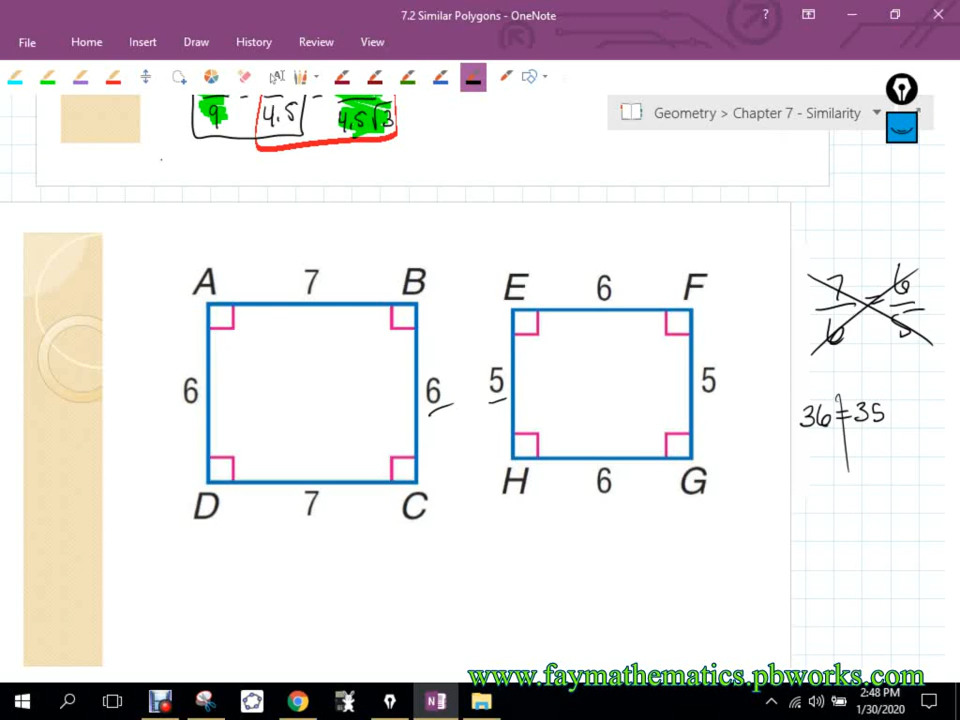 7.2 Similar Polygons - OneNote
?
File Home Insert Draw History Review View
9 = 4.5 = 4.5√3
Geometry > Chapter 7 - Similarity
A 7 B
6 6
D 7 C
E 6 F
5 5
H 6 G
7/6 = 6/5
36 = 35
www.faymathematics.pbworks.com
2:48 PM
1/30/2020